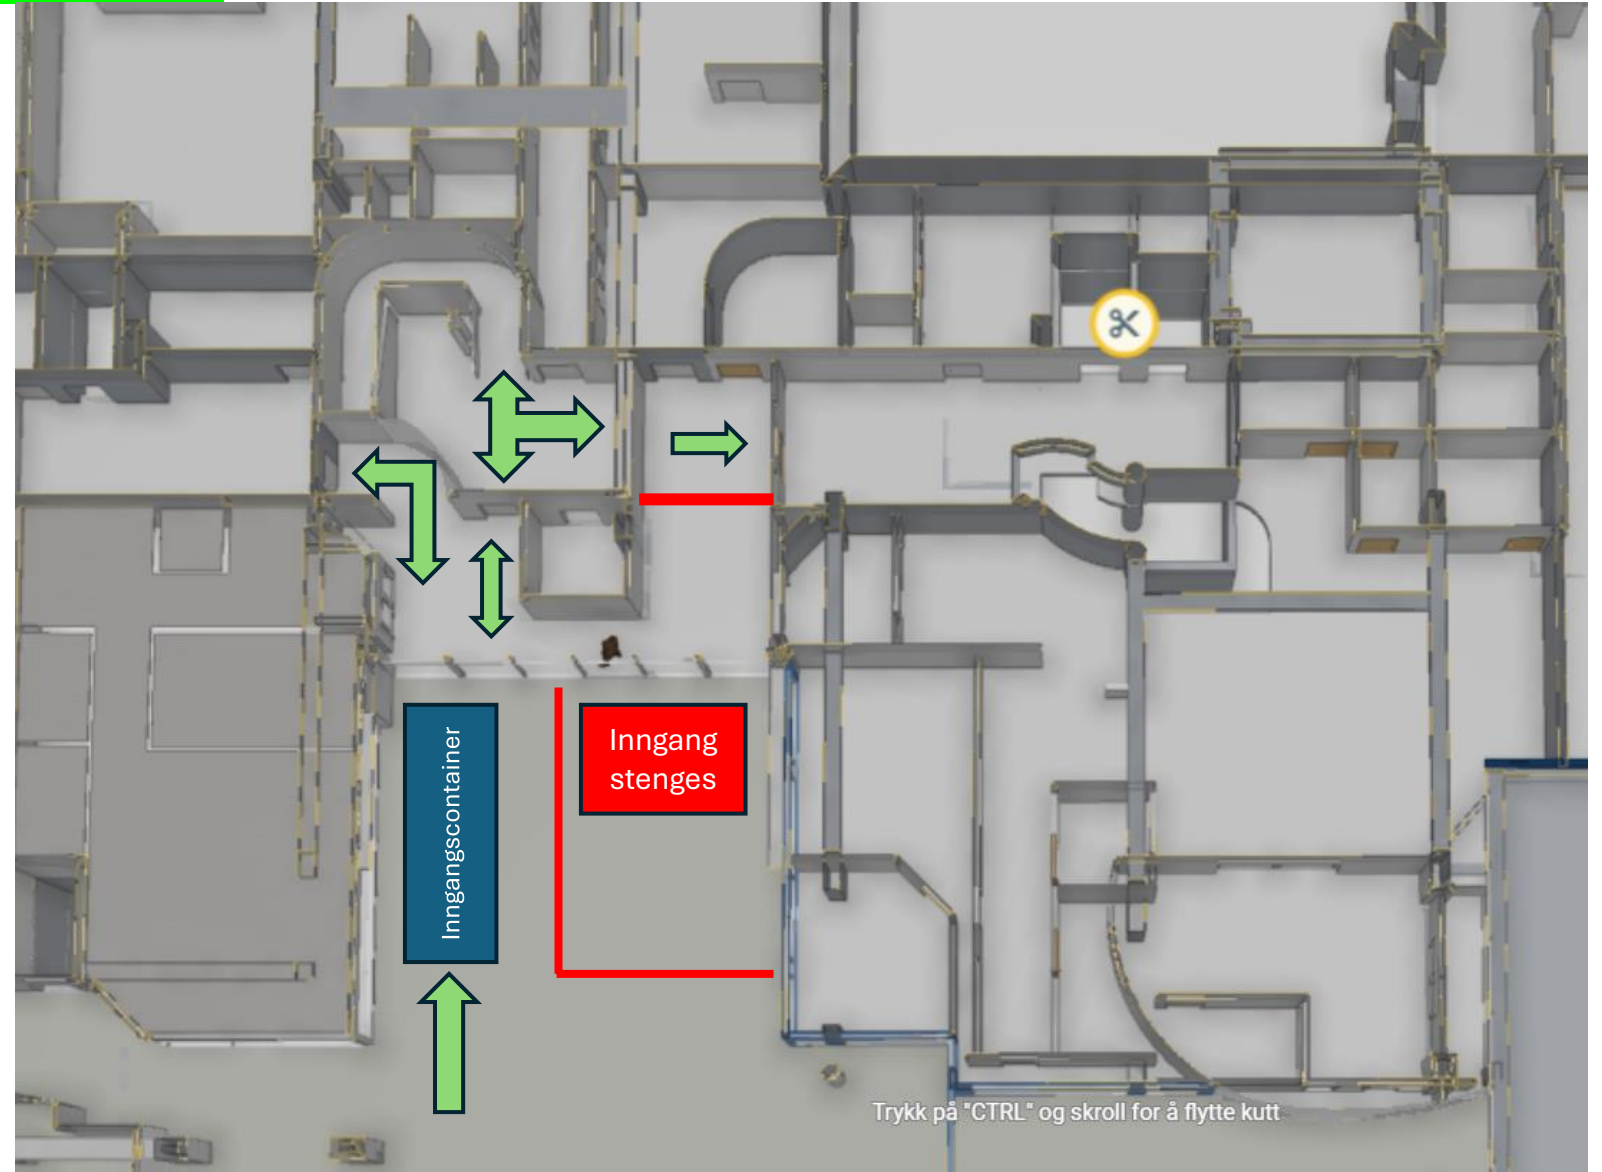 Inngang
stenges
Inngangscontainer
Trykk på "CTRL" og skroll for å flytte kutt